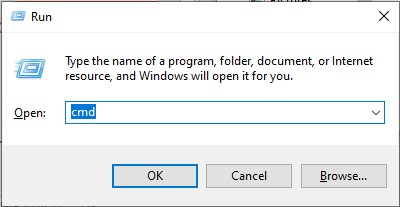 Run
Type the name of a program, folder, document, or Internet
resource, and Windows will open it for you.
Open: cmd
OK Cancel Browse...